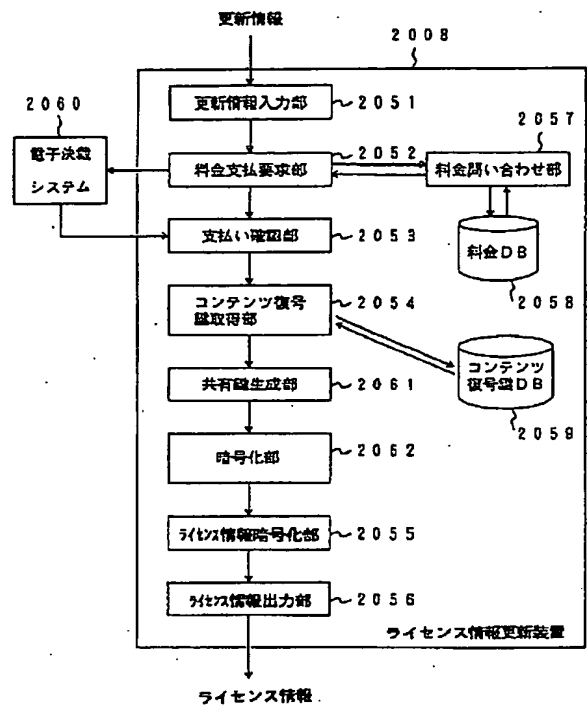 更新情報
2008
2060
更新情報入力部
2051
2057
電子決裁
システム
料金支払要求部
2052
料金問い合わせ部
支払い確認部
2053
料金DB
2058
コンテンツ復号
鍵取得部
2054
コンテンツ
復号鍵DB
2059
共有鍵生成部
2061
暗号化部
2062
ライセンス情報暗号化部
2055
ライセンス情報出力部
2056
ライセンス情報更新装置
ライセンス情報